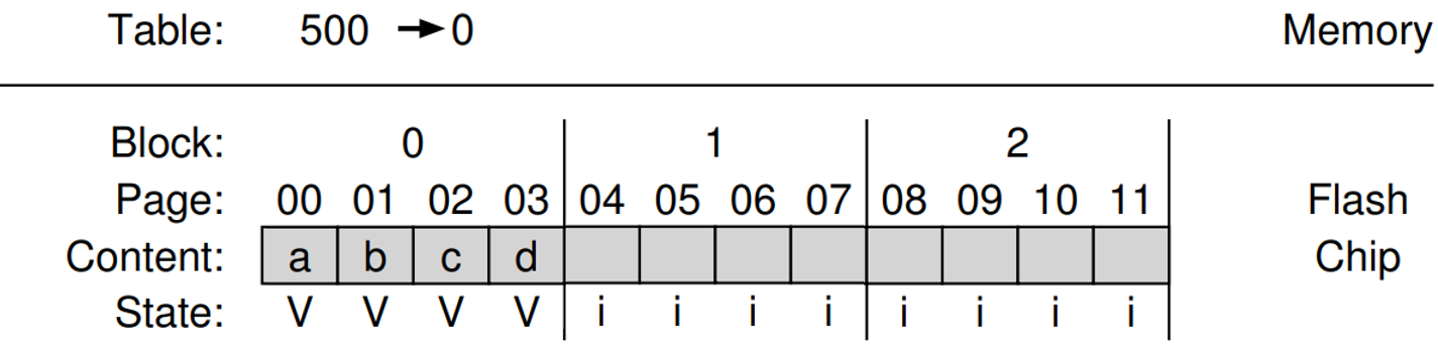 Table: 500 → 0 Memory
Block: 0 1 2
Page: 00 01 02 03 04 05 06 07 08 09 10 11 Flash
Content: a b c d Chip
State: V V V V i i i i i i i i